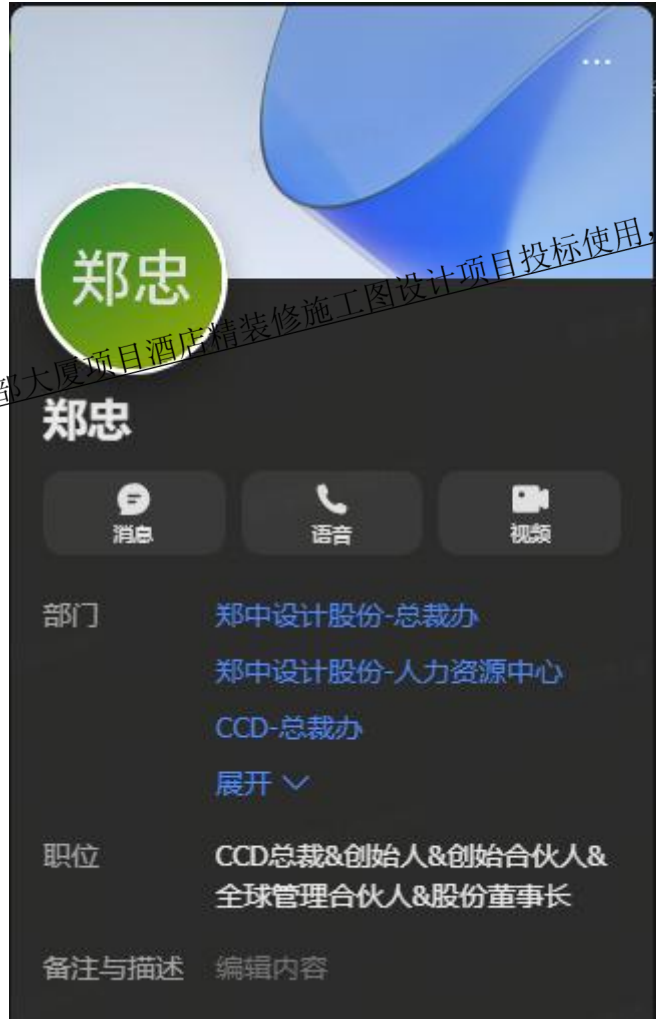 郑忠
部大厦项目酒店精装修施工图设计项目投标使用，
郑忠
消息
语音
视频
部门
郑中设计股份-总裁办
郑中设计股份-人力资源中心
CCD-总裁办
展开
职位
CCD总裁&创始人&创始合伙人&
全球管理合伙人&股份董事长
备注与描述 编辑内容